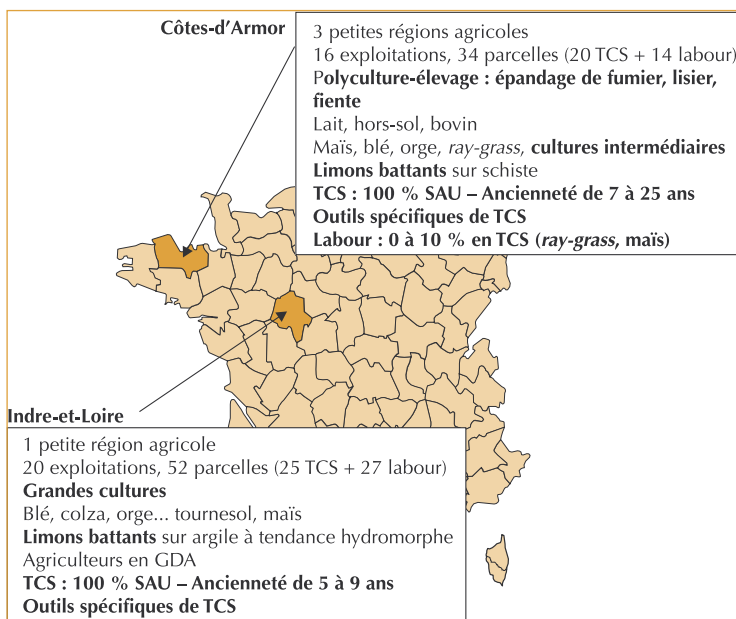 Côtes-d'Armor
3 petites régions agricoles
16 exploitations, 34 parcelles (20 TCS + 14 labour)
Polyculture-élevage : épandage de fumier, lisier,
fiente
Lait, hors-sol, bovin
Maïs, blé, orge, ray-grass, cultures intermédiaires
Limons battants sur schiste
TCS : 100 % SAU – Ancienneté de 7 à 25 ans
Outils spécifiques de TCS
Labour : 0 à 10 % en TCS (ray-grass, maïs)
Indre-et-Loire
1 petite région agricole
20 exploitations, 52 parcelles (25 TCS + 27 labour)
Grandes cultures
Blé, colza, orge... tournesol, maïs
Limons battants sur argile à tendance hydromorphe
Agriculteurs en GDA
TCS : 100 % SAU – Ancienneté de 5 à 9 ans
Outils spécifiques de TCS